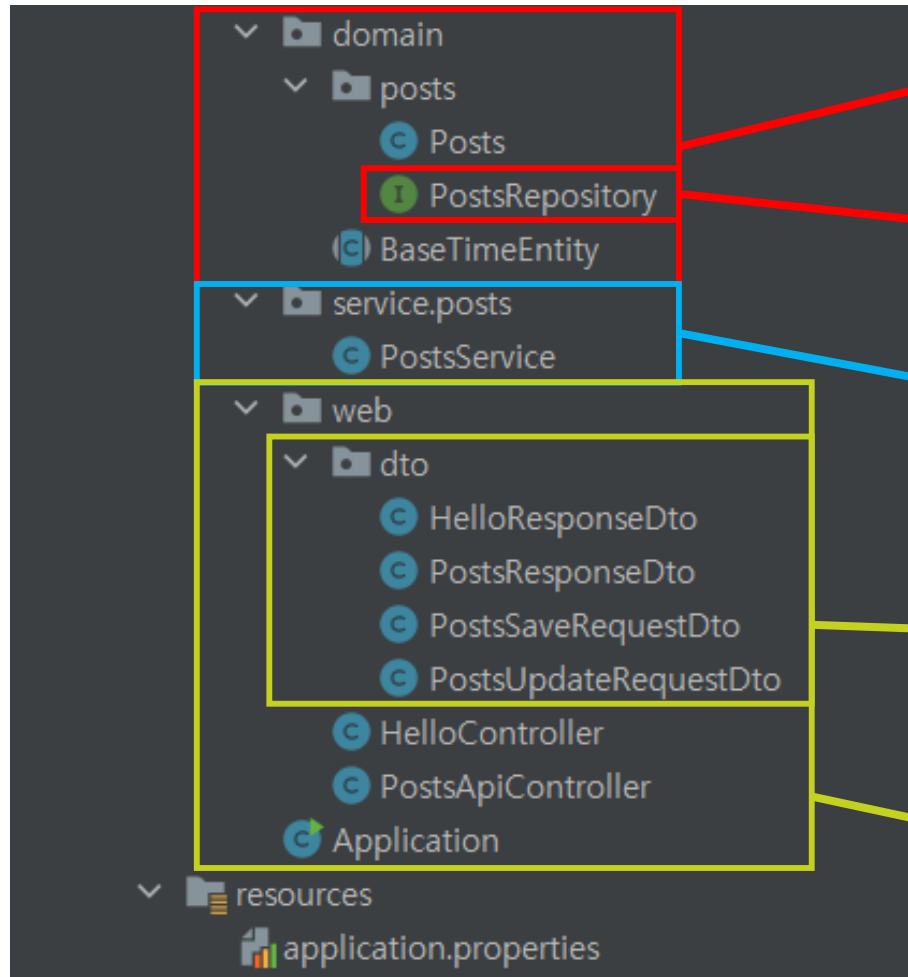 domain
posts
Posts
PostsRepository
BaseTimeEntity
service.posts
PostsService
web
dto
HelloResponseDto
PostsResponseDto
PostsSaveRequestDto
PostsUpdateRequestDto
HelloController
PostsApiController
Application
resources
application.properties